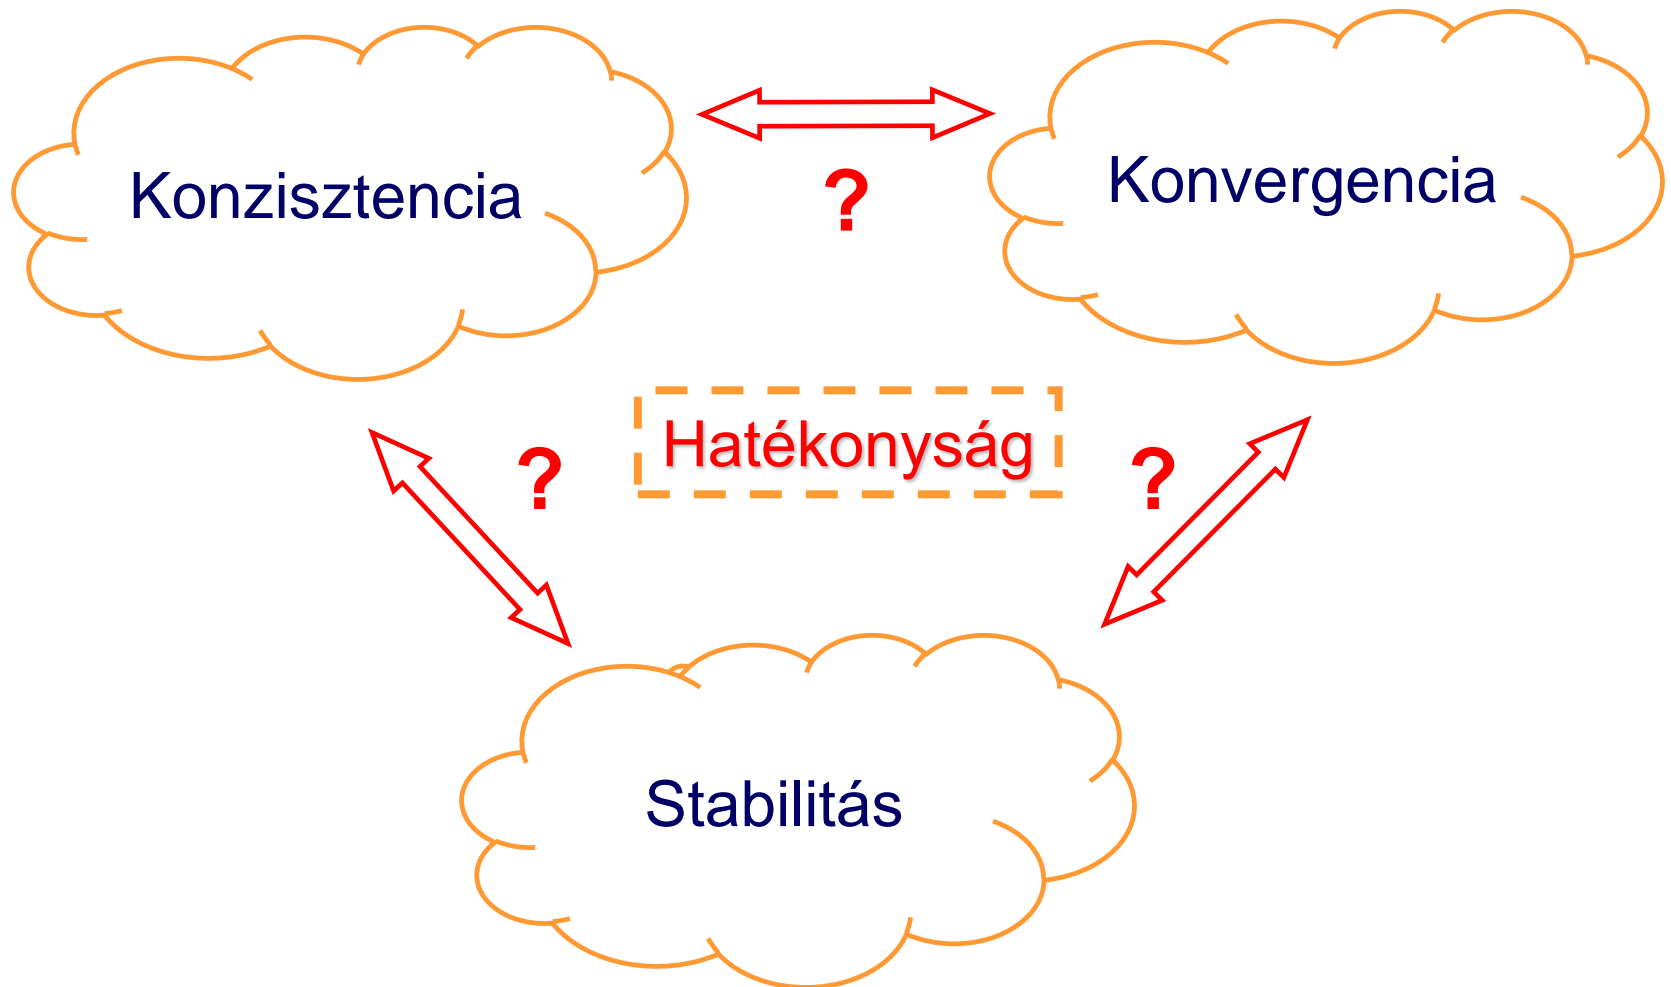 Konzisztencia
Konvergencia
?
Hatékonyság
?
?
Stabilitás